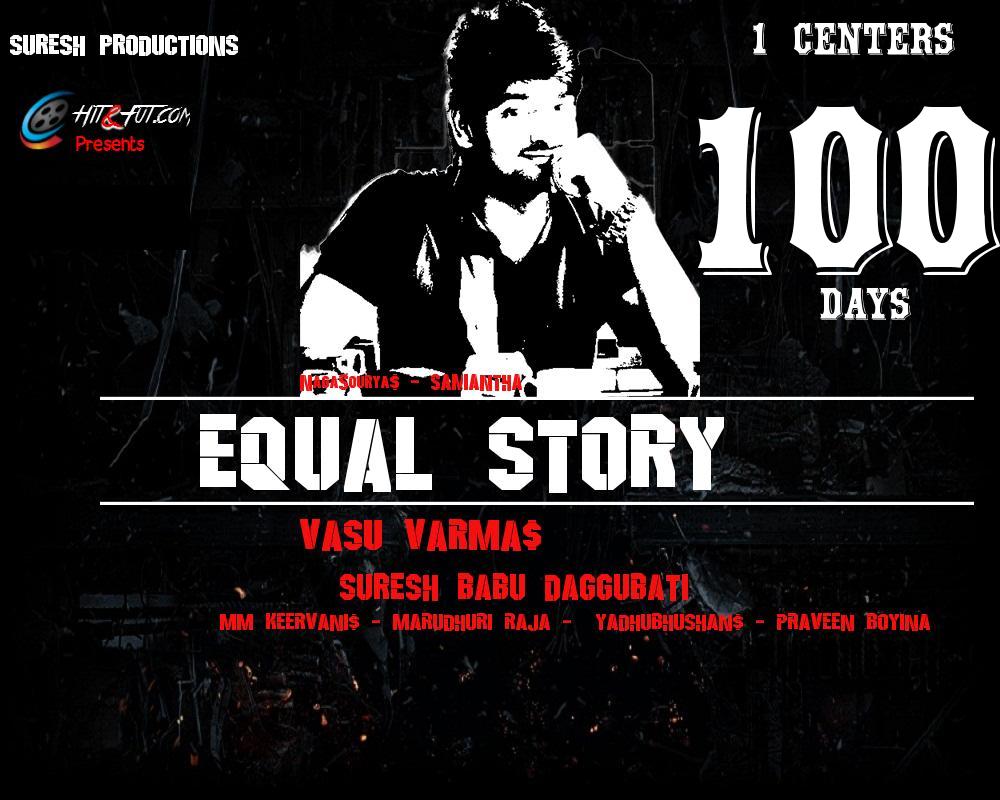 SURESH PRODUCTIONS
1 CENTERS
HIT&FUT.COM
Presents
100
DAYS
NAGASOURYA$ - SAMANTHA
EQUAL STORY
VASU VARMA$
SURESH BABU DAGGUBATI
MM KEERVANI$ - MARUDHURI RAJA - YADHUBHUSHAN$ - PRAVEEN BOYINA